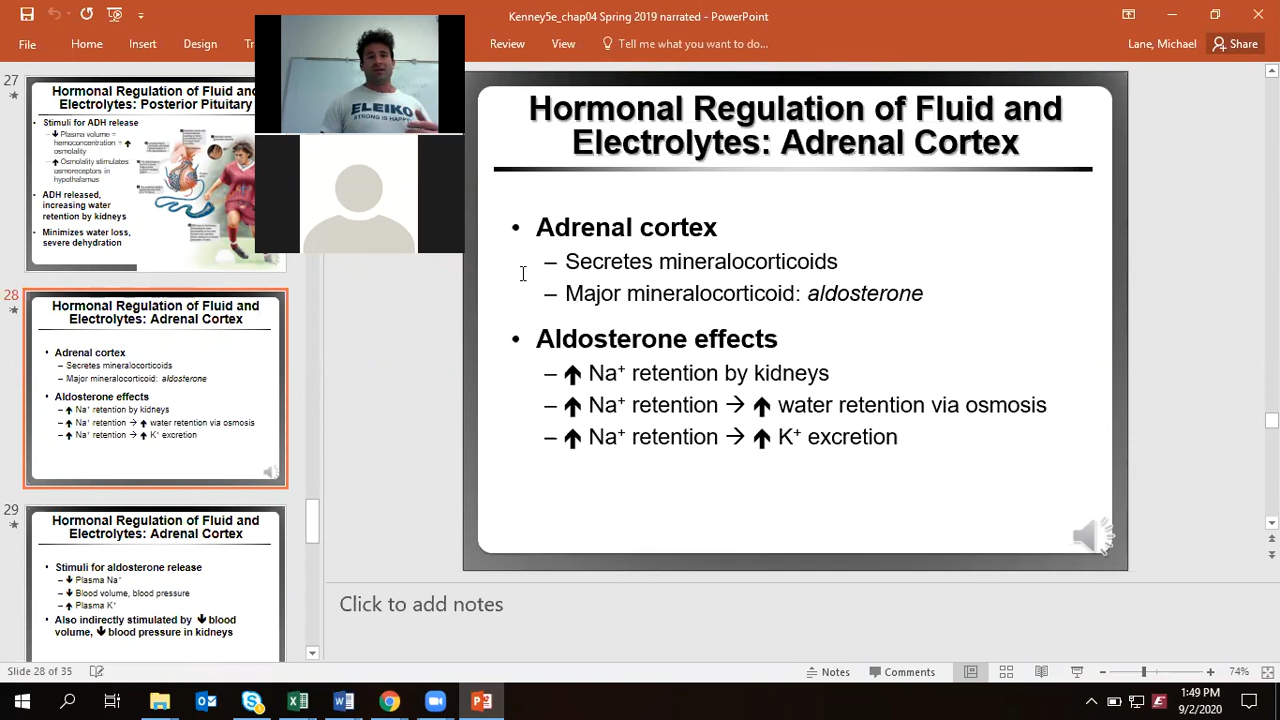 Kenney5e_chap04 Spring 2019 narrated - PowerPoint
File Home Insert Design Review View Tell me what you want to do... Lane, Michael Share
ELEIKO
STRONG IS HAPPY
27
Hormonal Regulation of Fluid and
Electrolytes: Posterior Pituitary
• Stimuli for ADH release
– 🡇 Plasma volume =
hemoconcentration = 🡅
osmolality
– 🡅 Osmolality stimulates
osmoreceptors in
hypothalamus
• ADH released,
increasing water
retention by kidneys
• Minimizes water loss,
severe dehydration
28
Hormonal Regulation of Fluid and
Electrolytes: Adrenal Cortex
• Adrenal cortex
– Secretes mineralocorticoids
– Major mineralocorticoid: aldosterone
• Aldosterone effects
– 🡅 Na⁺ retention by kidneys
– 🡅 Na⁺ retention → 🡅 water retention via osmosis
– 🡅 Na⁺ retention → 🡅 K⁺ excretion
29
Hormonal Regulation of Fluid and
Electrolytes: Adrenal Cortex
• Stimuli for aldosterone release
– 🡇 Plasma Na⁺
– 🡇 Blood volume, blood pressure
– 🡅 Plasma K⁺
• Also indirectly stimulated by 🡇 blood
volume, 🡇 blood pressure in kidneys
Hormonal Regulation of Fluid and
Electrolytes: Adrenal Cortex
• Adrenal cortex
– Secretes mineralocorticoids
– Major mineralocorticoid: aldosterone
• Aldosterone effects
– 🡅 Na⁺ retention by kidneys
– 🡅 Na⁺ retention → 🡅 water retention via osmosis
– 🡅 Na⁺ retention → 🡅 K⁺ excretion
Click to add notes
Slide 28 of 35 Notes Comments 74%
1:49 PM
9/2/2020